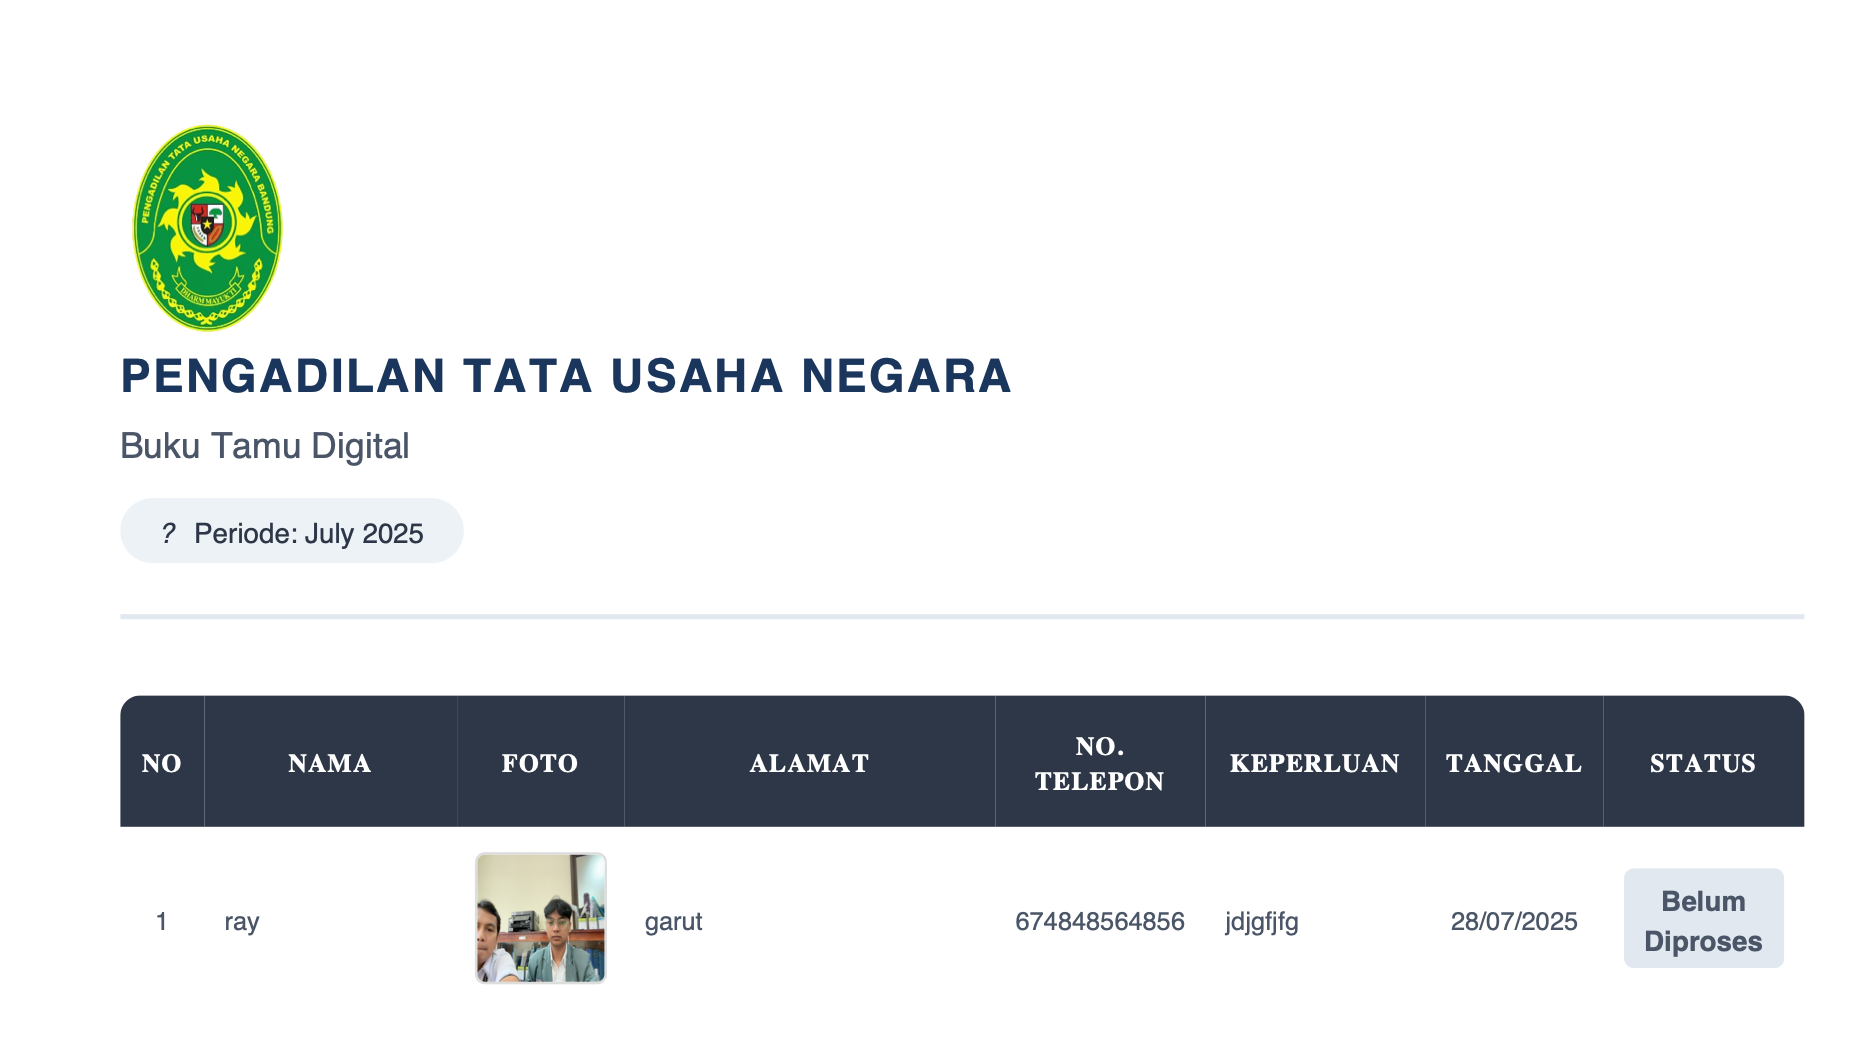 PENGADILAN TATA USAHA NEGARA BANDUNG
DHARMMAYUKTI
PENGADILAN TATA USAHA NEGARA
Buku Tamu Digital
? Periode: July 2025
NO NAMA FOTO ALAMAT NO. TELEPON KEPERLUAN TANGGAL STATUS
1 ray garut 674848564856 jdjgfjfg 28/07/2025 Belum Diproses